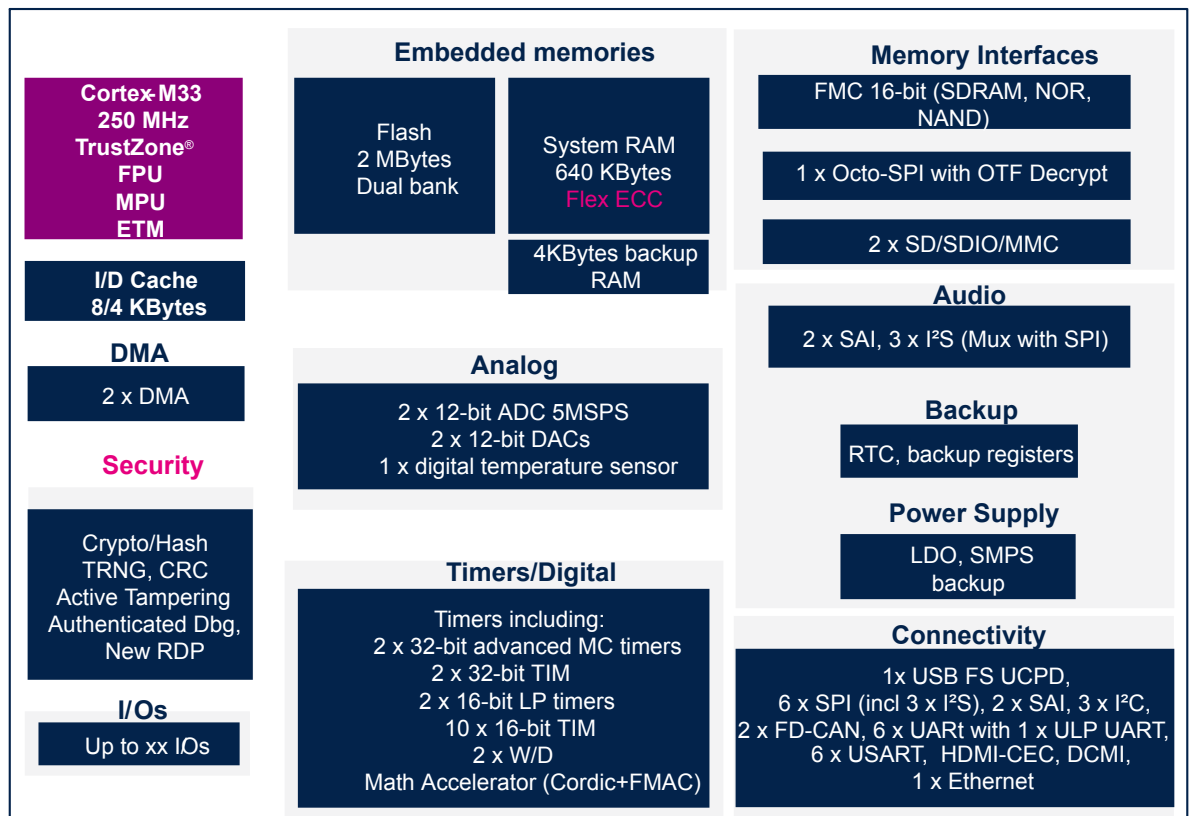 Cortex-M33
250 MHz
TrustZone®
FPU
MPU
ETM
I/D Cache
8/4 KBytes
DMA
2 x DMA
Security
Crypto/Hash
TRNG, CRC
Active Tampering
Authenticated Dbg,
New RDP
I/Os
Up to xx I/Os
Embedded memories
Flash
2 MBytes
Dual bank
System RAM
640 KBytes
Flex ECC
4KBytes backup
RAM
Analog
2 x 12-bit ADC 5MSPS
2 x 12-bit DACs
1 x digital temperature sensor
Timers/Digital
Timers including:
2 x 32-bit advanced MC timers
2 x 32-bit TIM
2 x 16-bit LP timers
10 x 16-bit TIM
2 x W/D
Math Accelerator (Cordic+FMAC)
Memory Interfaces
FMC 16-bit (SDRAM, NOR,
NAND)
1 x Octo-SPI with OTF Decrypt
2 x SD/SDIO/MMC
Audio
2 x SAI, 3 x I²S (Mux with SPI)
Backup
RTC, backup registers
Power Supply
LDO, SMPS
backup
Connectivity
1x USB FS UCPD,
6 x SPI (incl 3 x I²S), 2 x SAI, 3 x I²C,
2 x FD-CAN, 6 x UARt with 1 x ULP UART,
6 x USART, HDMI-CEC, DCMI,
1 x Ethernet